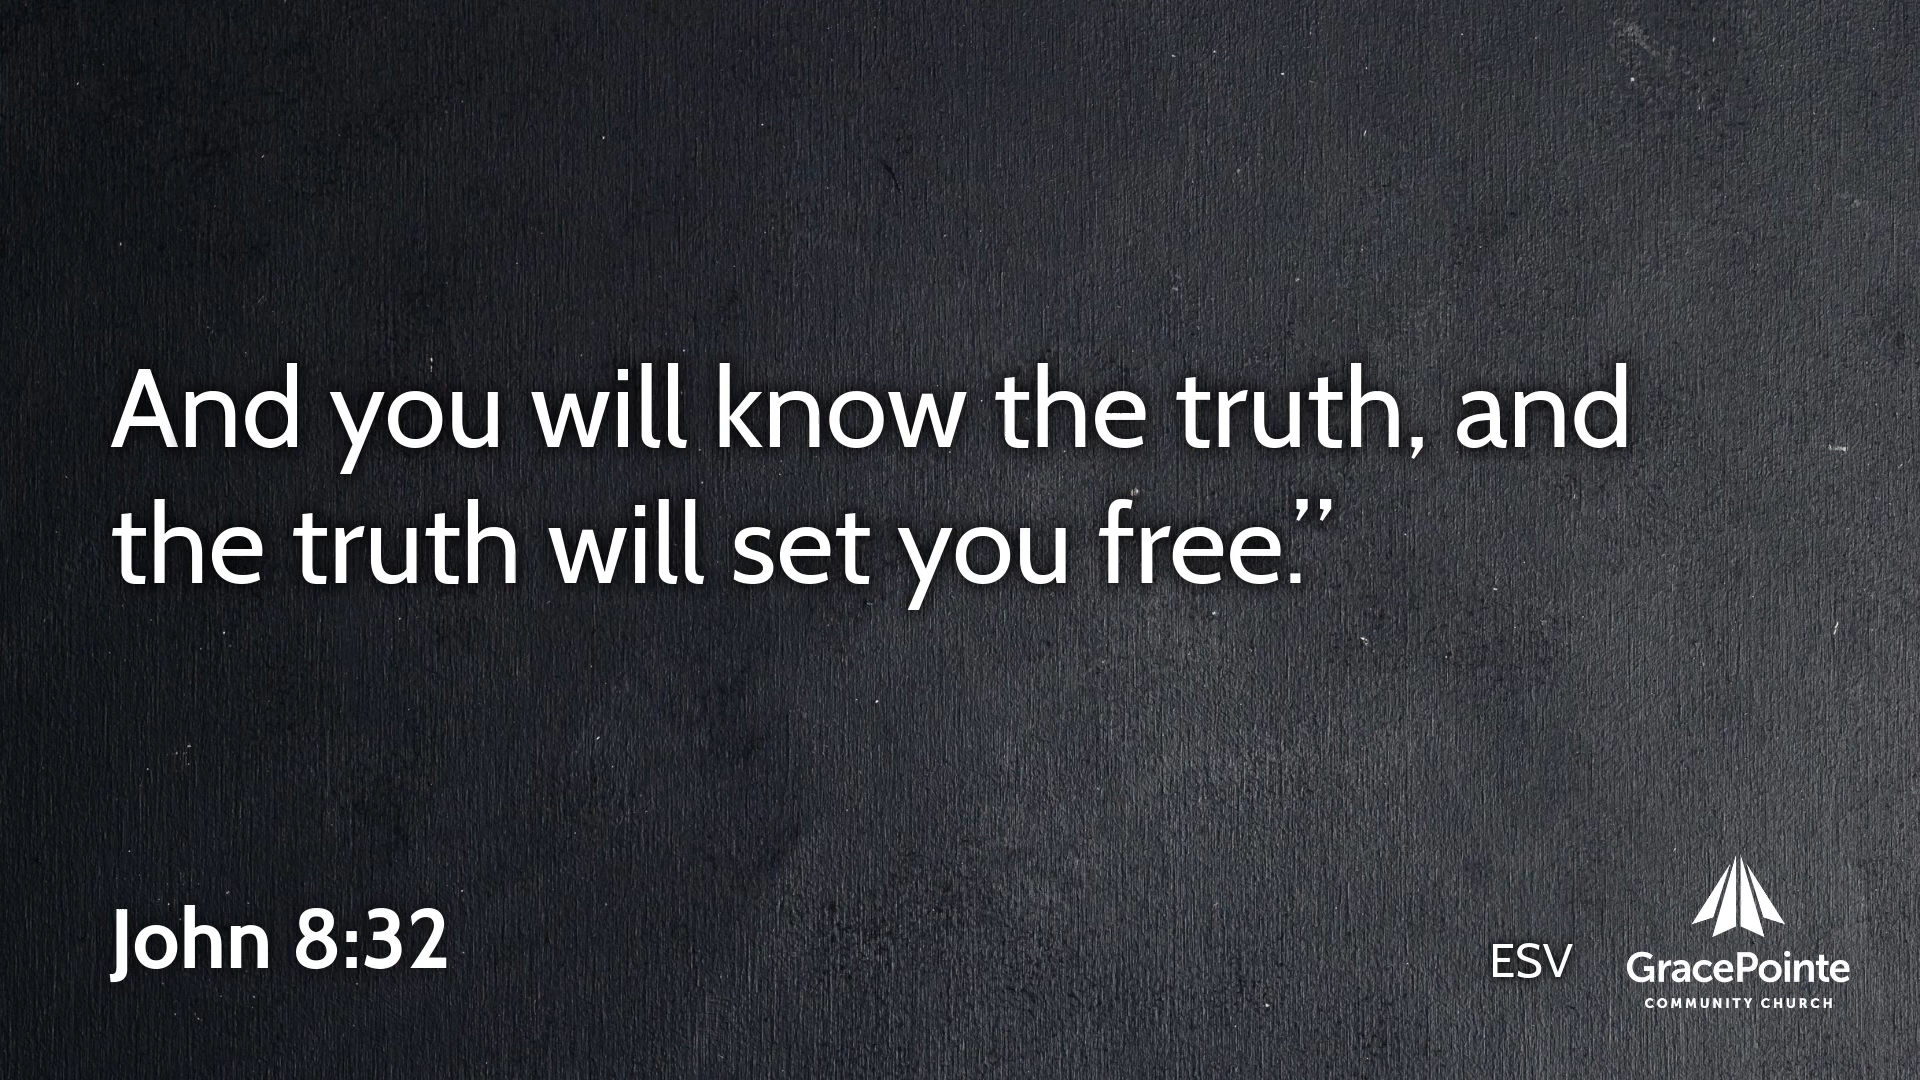 And you will know the truth, and
the truth will set you free.”
John 8:32
ESV
GracePointe
COMMUNITY CHURCH